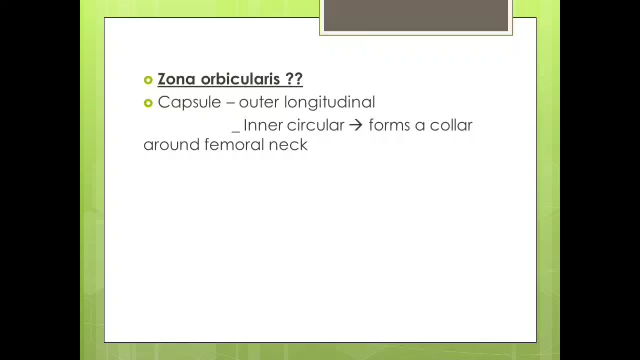 Zona orbicularis ??
Capsule – outer longitudinal
_ Inner circular → forms a collar
around femoral neck